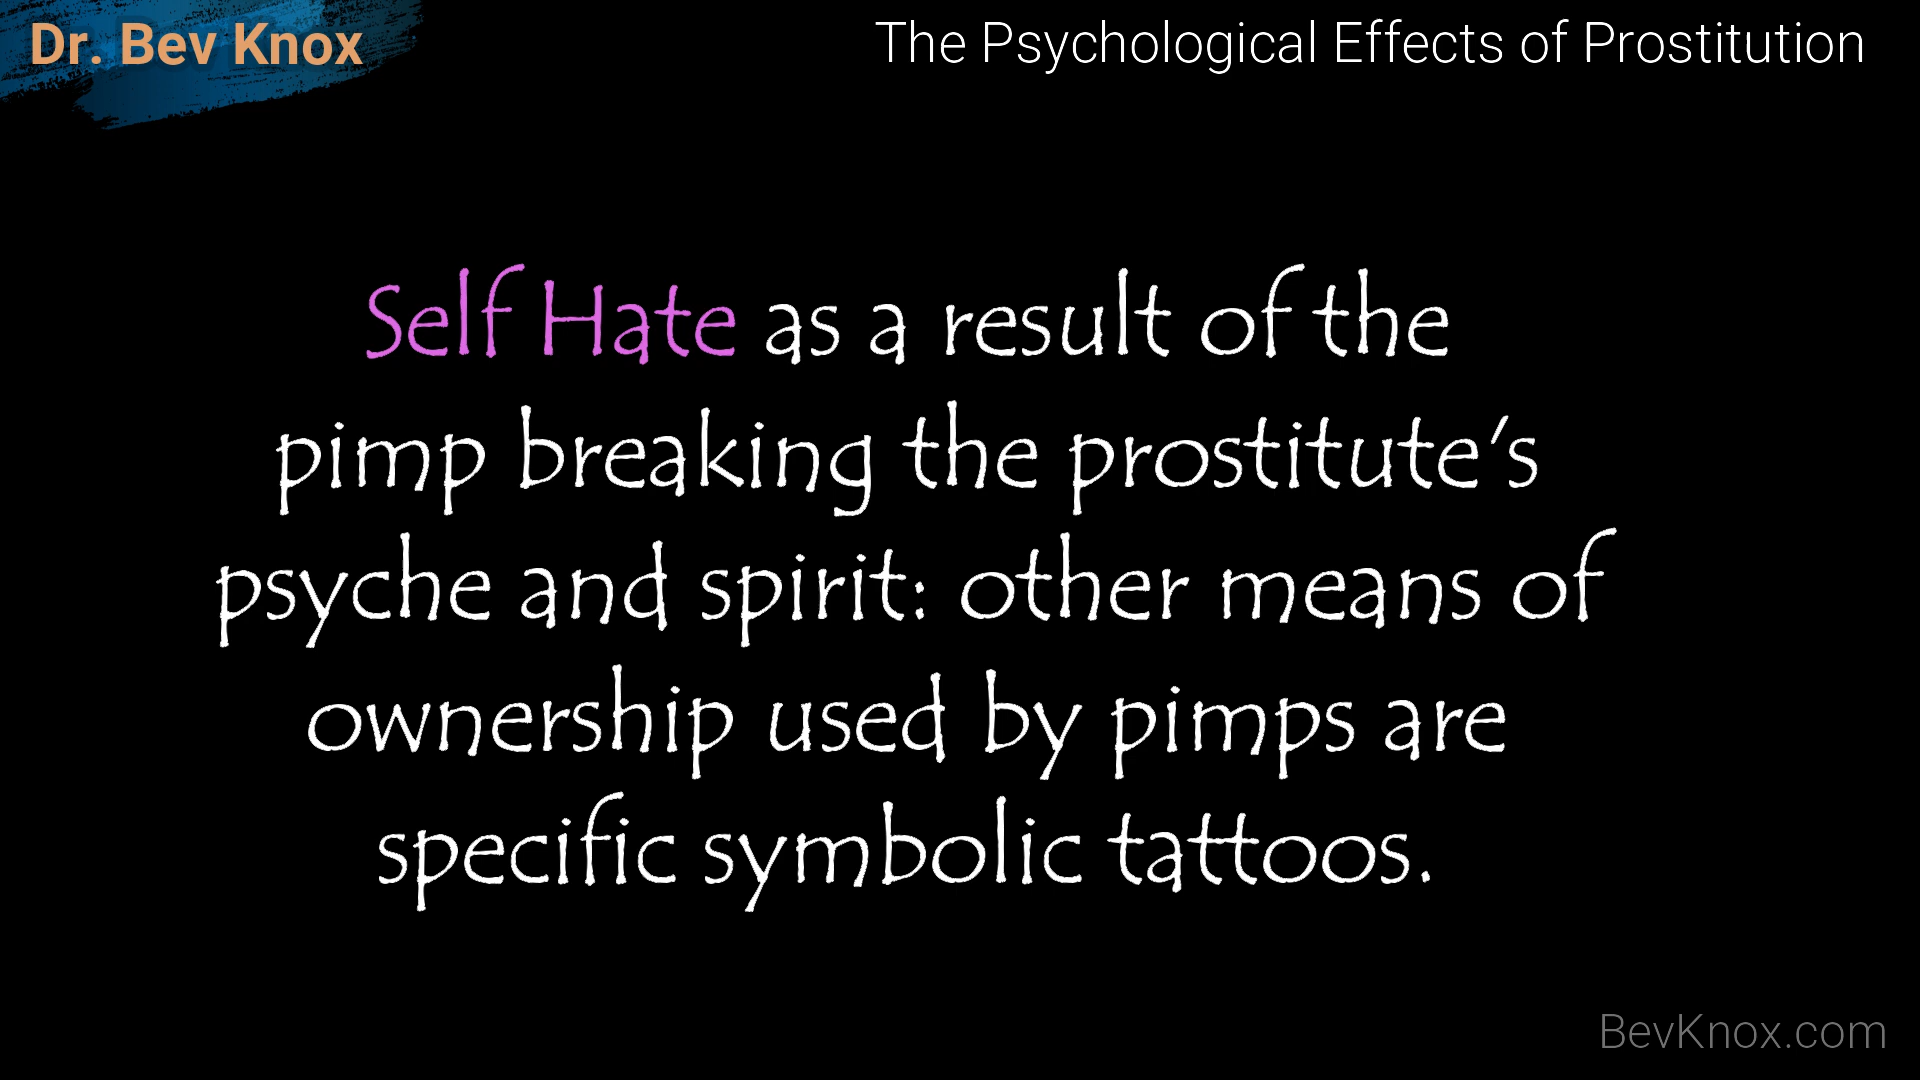 Dr. Bev Knox
The Psychological Effects of Prostitution
Self Hate as a result of the
pimp breaking the prostitute's
psyche and spirit: other means of
ownership used by pimps are
specific symbolic tattoos.
BevKnox.com